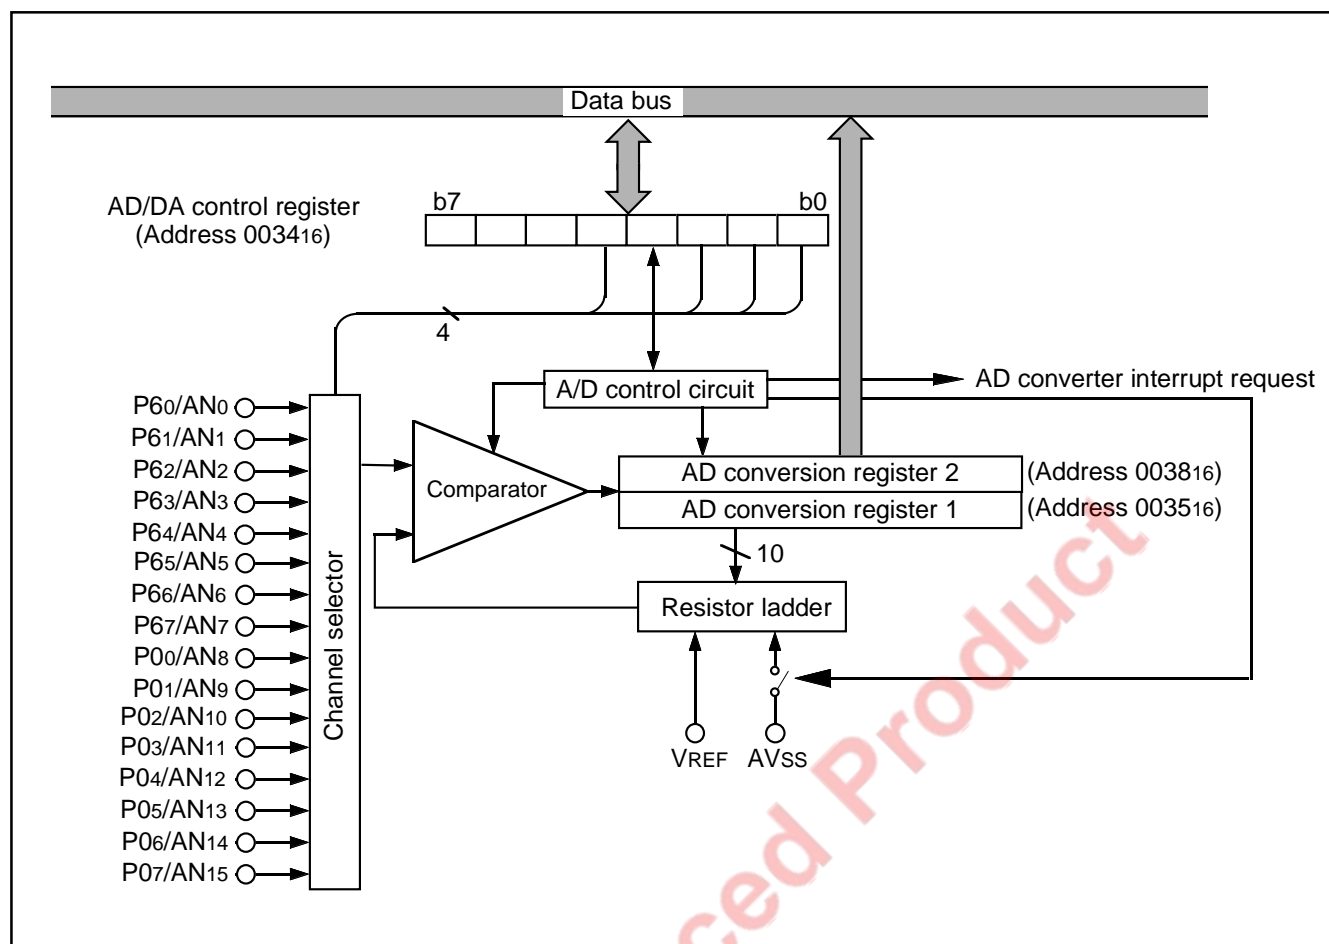 Data bus
b7 b0
AD/DA control register
(Address 003416)
4
A/D control circuit
AD converter interrupt request
P60/AN0
P61/AN1
P62/AN2
P63/AN3
P64/AN4
P65/AN5
P66/AN6
P67/AN7
P00/AN8
P01/AN9
P02/AN10
P03/AN11
P04/AN12
P05/AN13
P06/AN14
P07/AN15
Channel selector
Comparator
AD conversion register 2 (Address 003816)
AD conversion register 1 (Address 003516)
10
Resistor ladder
VREF AVSS
ced Product